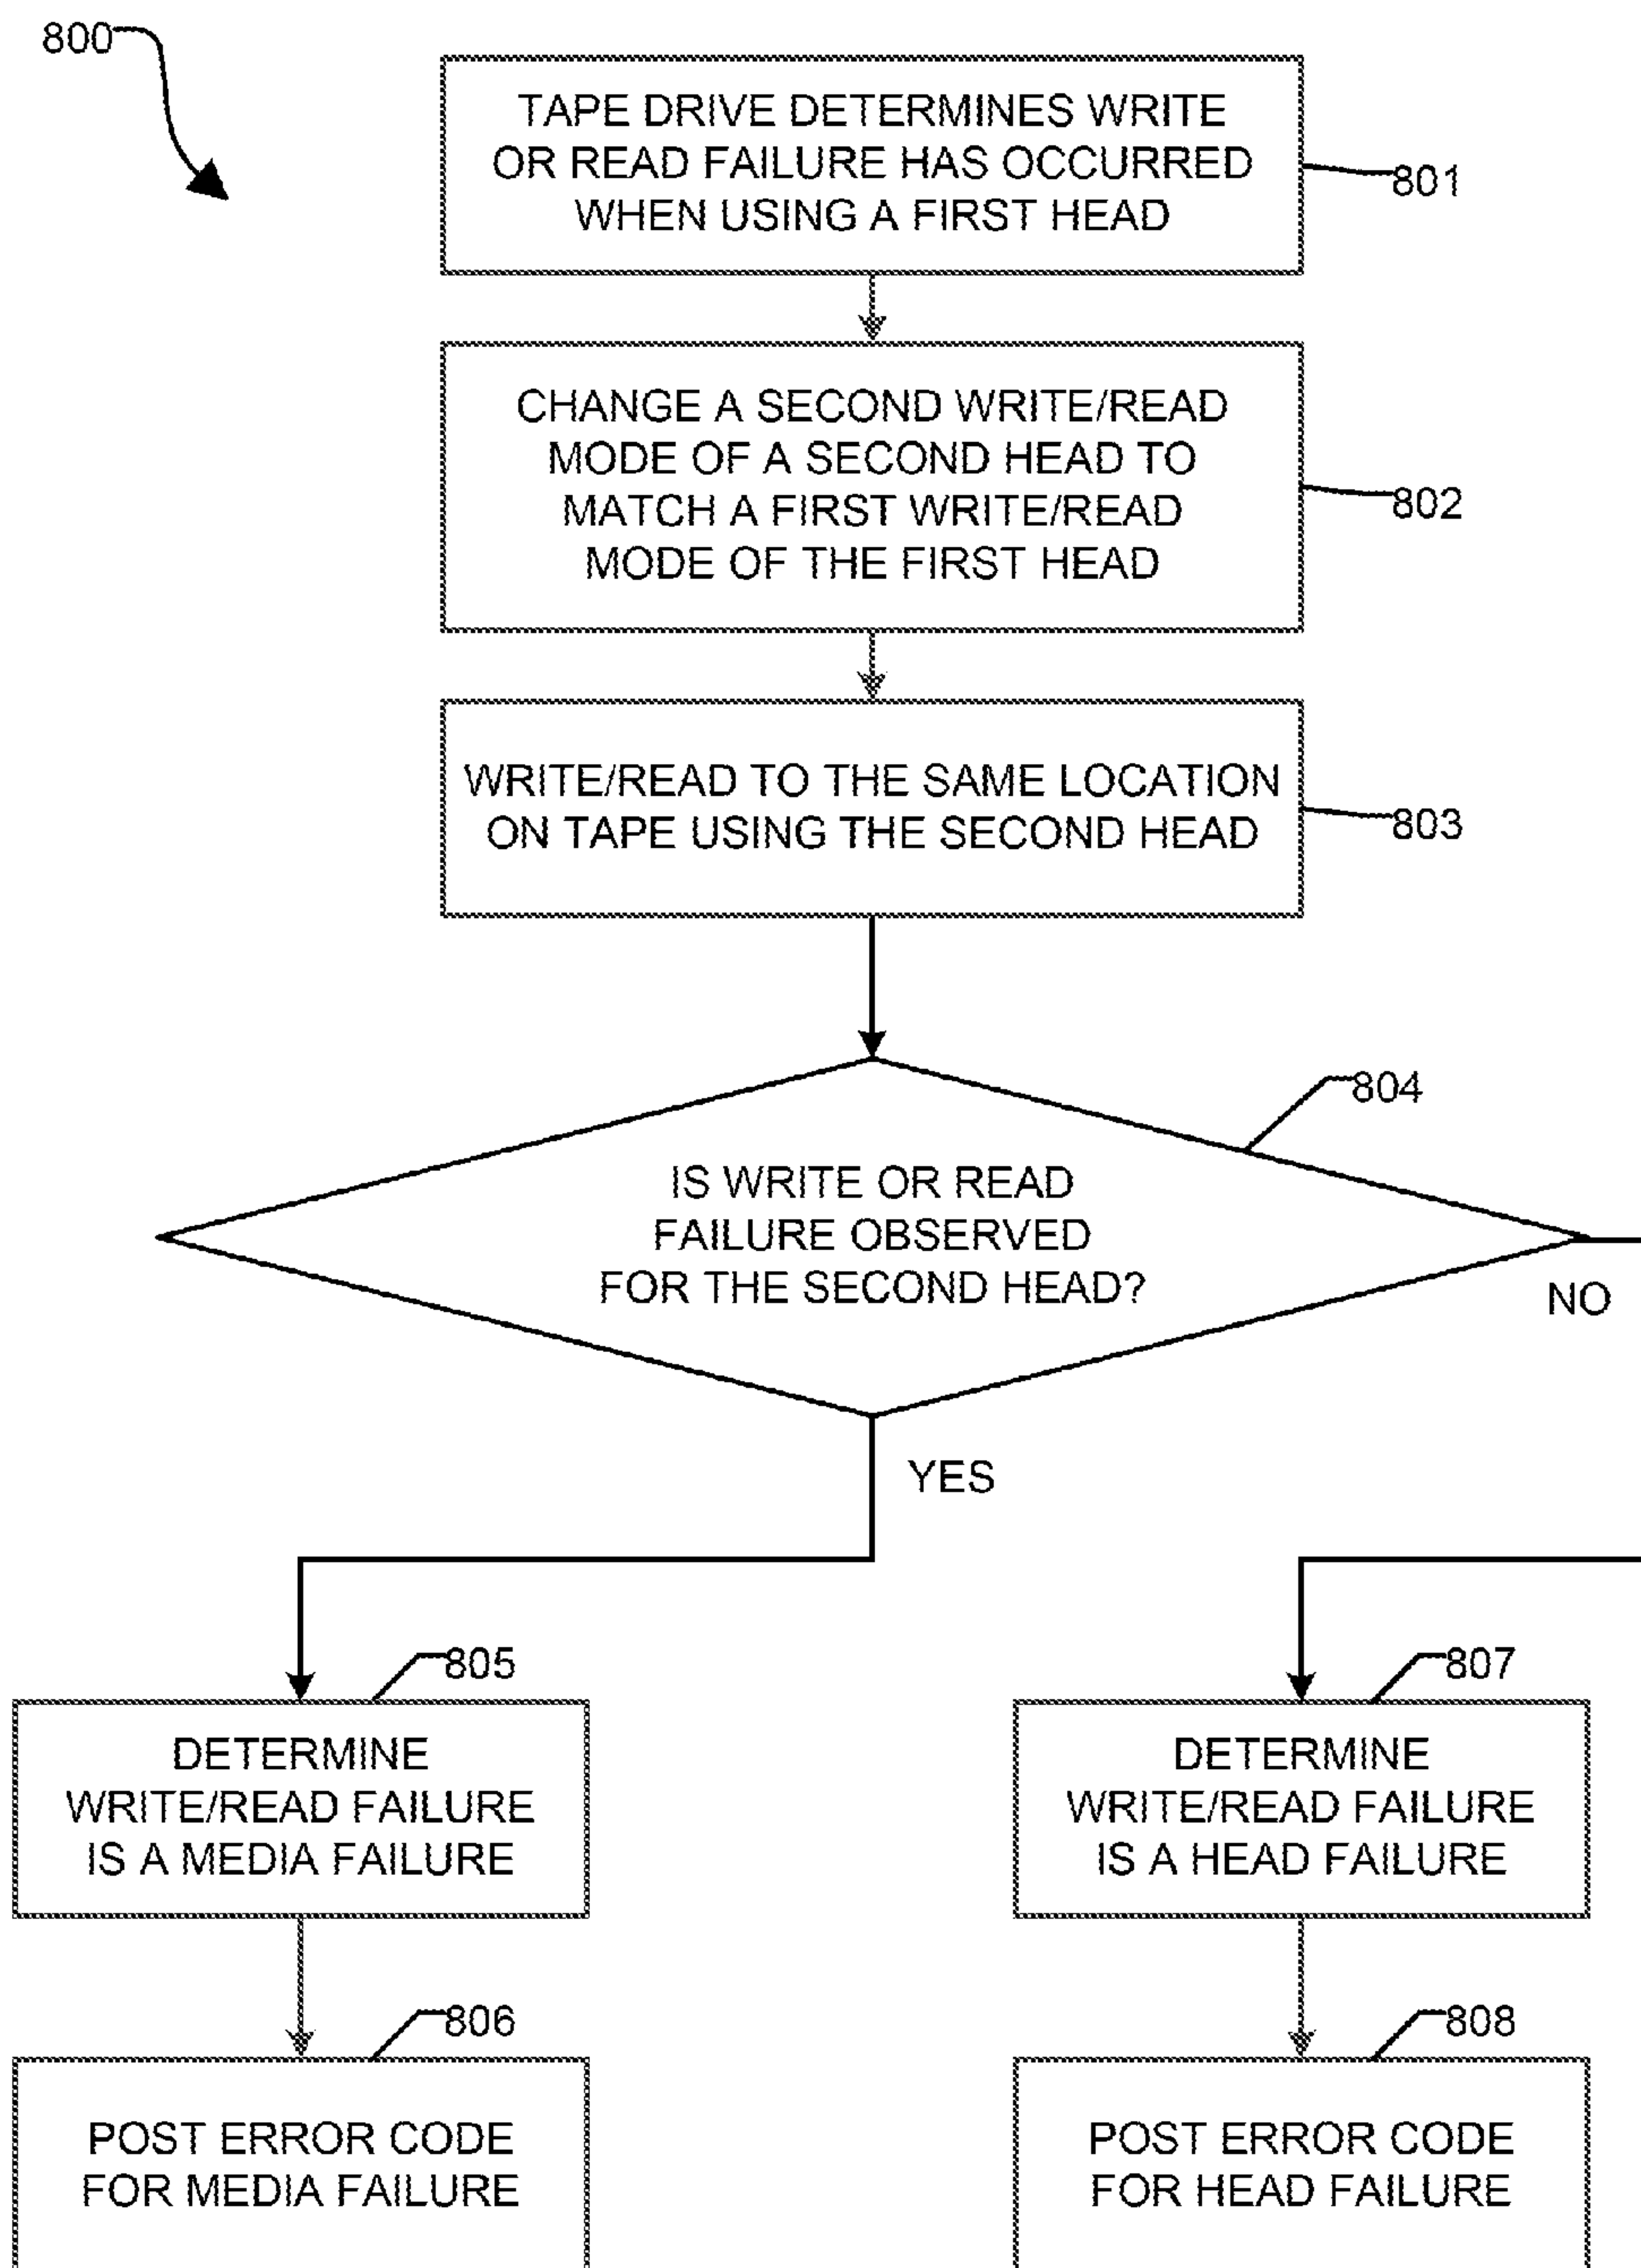 800
TAPE DRIVE DETERMINES WRITE
OR READ FAILURE HAS OCCURRED
WHEN USING A FIRST HEAD
801
CHANGE A SECOND WRITE/READ
MODE OF A SECOND HEAD TO
MATCH A FIRST WRITE/READ
MODE OF THE FIRST HEAD
802
WRITE/READ TO THE SAME LOCATION
ON TAPE USING THE SECOND HEAD
803
804
IS WRITE OR READ
FAILURE OBSERVED
FOR THE SECOND HEAD?
NO
YES
805
DETERMINE
WRITE/READ FAILURE
IS A MEDIA FAILURE
807
DETERMINE
WRITE/READ FAILURE
IS A HEAD FAILURE
806
POST ERROR CODE
FOR MEDIA FAILURE
808
POST ERROR CODE
FOR HEAD FAILURE